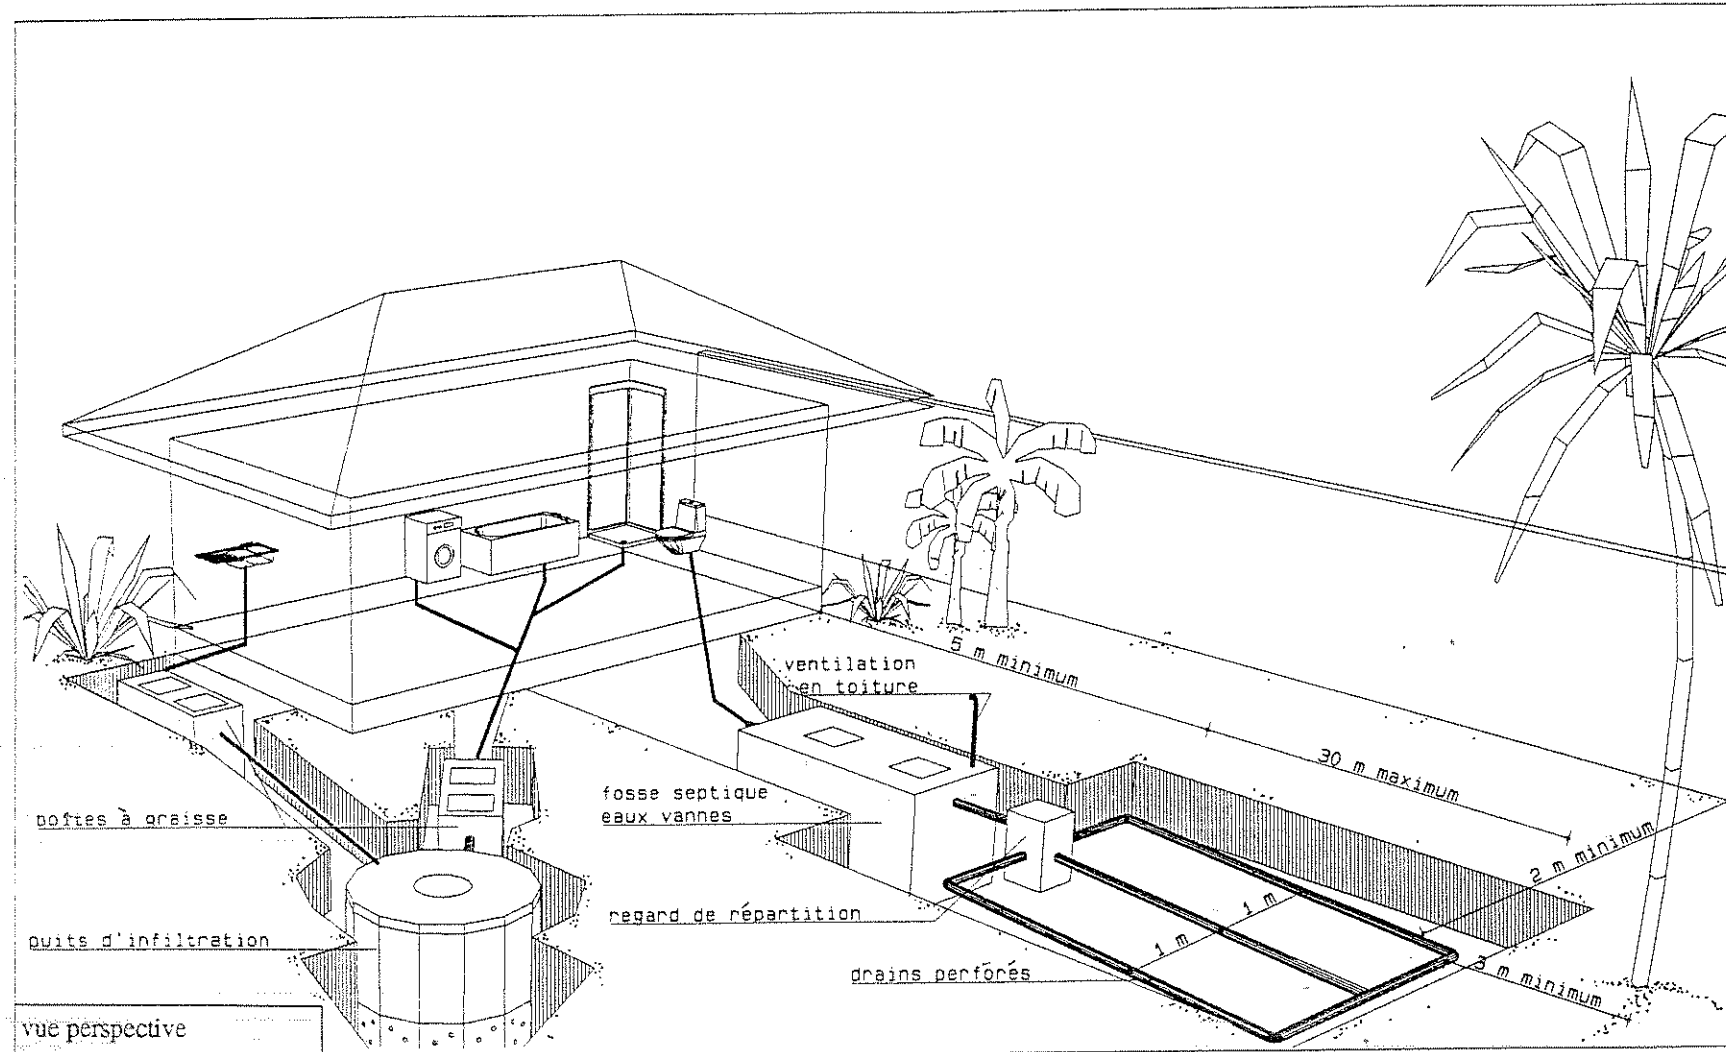 5 m minimum
ventilation
en toiture
30 m maximum
fosse septique
eaux vannes
boîtes à graisse
2 m minimum
1 m
regard de répartition
1 m
puits d'infiltration
drains perforés
3 m minimum
vue perspective